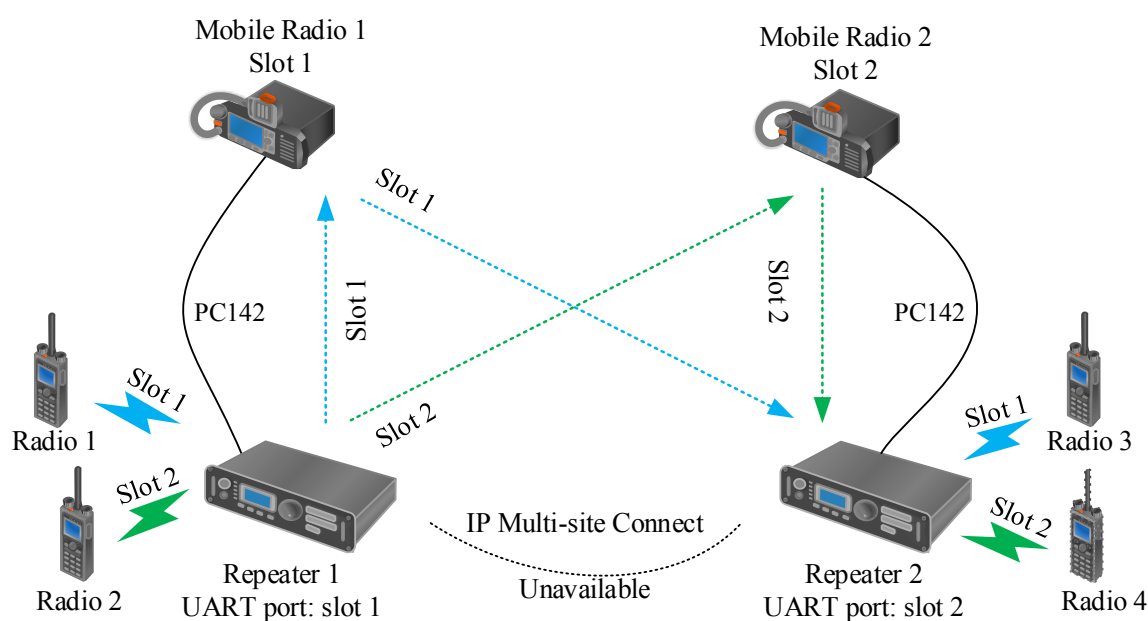 Mobile Radio 1
Slot 1
Mobile Radio 2
Slot 2
Slot 1
Slot 1
Slot 2
Slot 2
PC142
PC142
Slot 1
Radio 1
Slot 2
Radio 2
Slot 1
Radio 3
Slot 2
Radio 4
IP Multi-site Connect
Unavailable
Repeater 1
UART port: slot 1
Repeater 2
UART port: slot 2